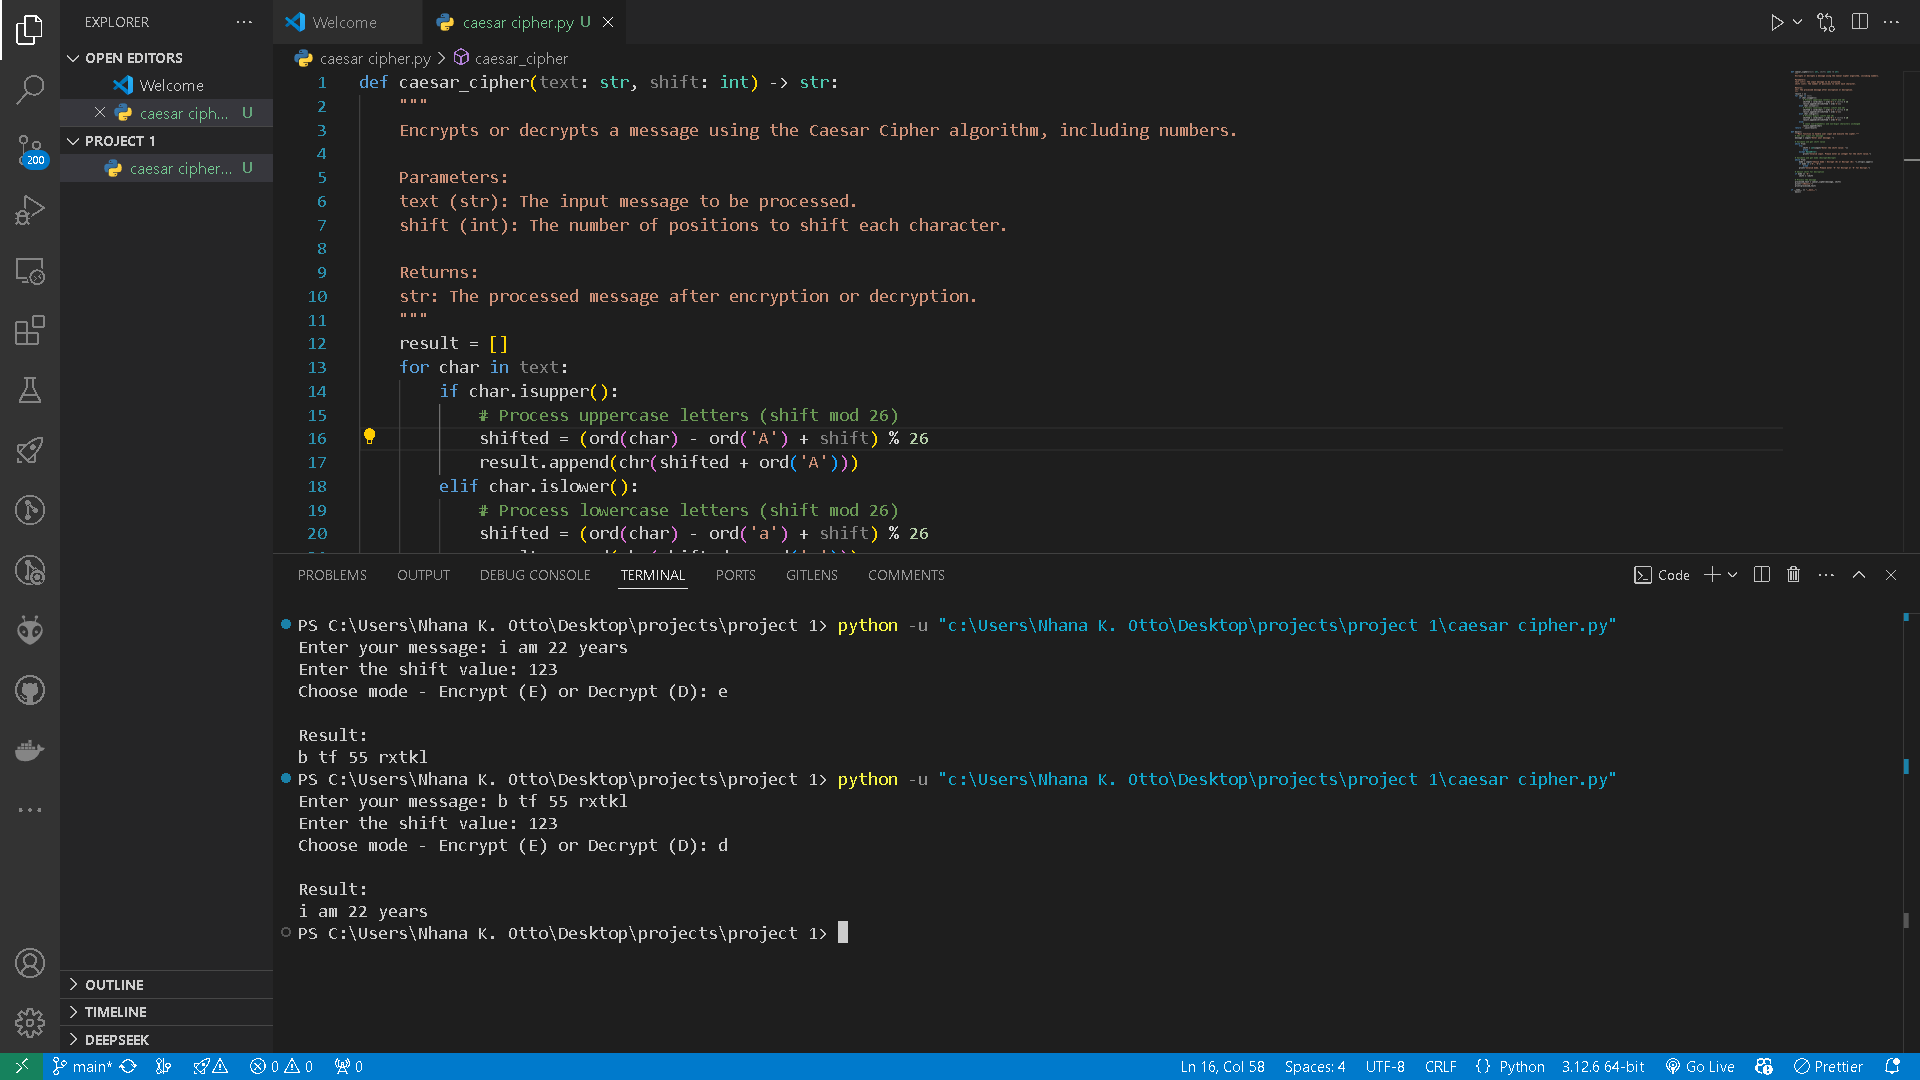 EXPLORER
Welcome
caesar cipher.py U
OPEN EDITORS
Welcome
caesar ciph... U
PROJECT 1
caesar cipher... U
200
caesar cipher.py > caesar_cipher
1 def caesar_cipher(text: str, shift: int) -> str:
2 """
3 Encrypts or decrypts a message using the Caesar Cipher algorithm, including numbers.
4
5 Parameters:
6 text (str): The input message to be processed.
7 shift (int): The number of positions to shift each character.
8
9 Returns:
10 str: The processed message after encryption or decryption.
11 """
12 result = []
13 for char in text:
14 if char.isupper():
15 # Process uppercase letters (shift mod 26)
16 shifted = (ord(char) - ord('A') + shift) % 26
17 result.append(chr(shifted + ord('A')))
18 elif char.islower():
19 # Process lowercase letters (shift mod 26)
20 shifted = (ord(char) - ord('a') + shift) % 26
PROBLEMS OUTPUT DEBUG CONSOLE TERMINAL PORTS GITLENS COMMENTS
Code
PS C:\Users\Nhana K. Otto\Desktop\projects\project 1> python -u "c:\Users\Nhana K. Otto\Desktop\projects\project 1\caesar cipher.py"
Enter your message: i am 22 years
Enter the shift value: 123
Choose mode - Encrypt (E) or Decrypt (D): e
Result:
b tf 55 rxtkl
PS C:\Users\Nhana K. Otto\Desktop\projects\project 1> python -u "c:\Users\Nhana K. Otto\Desktop\projects\project 1\caesar cipher.py"
Enter your message: b tf 55 rxtkl
Enter the shift value: 123
Choose mode - Encrypt (E) or Decrypt (D): d
Result:
i am 22 years
PS C:\Users\Nhana K. Otto\Desktop\projects\project 1>
OUTLINE
TIMELINE
DEEPSEEK
main* 0 0 0 Ln 16, Col 58 Spaces: 4 UTF-8 CRLF {} Python 3.12.6 64-bit Go Live Prettier